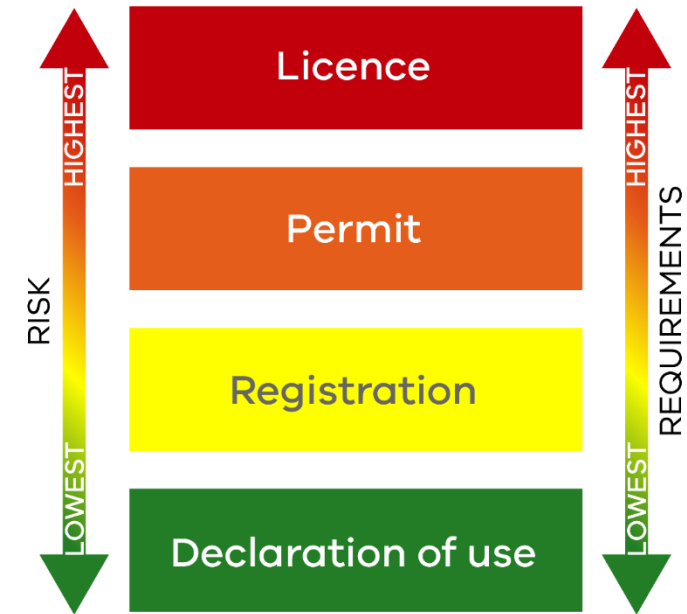 Licence
Permit
Registration
Declaration of use
RISK
HIGHEST
LOWEST
REQUIREMENTS
HIGHEST
LOWEST